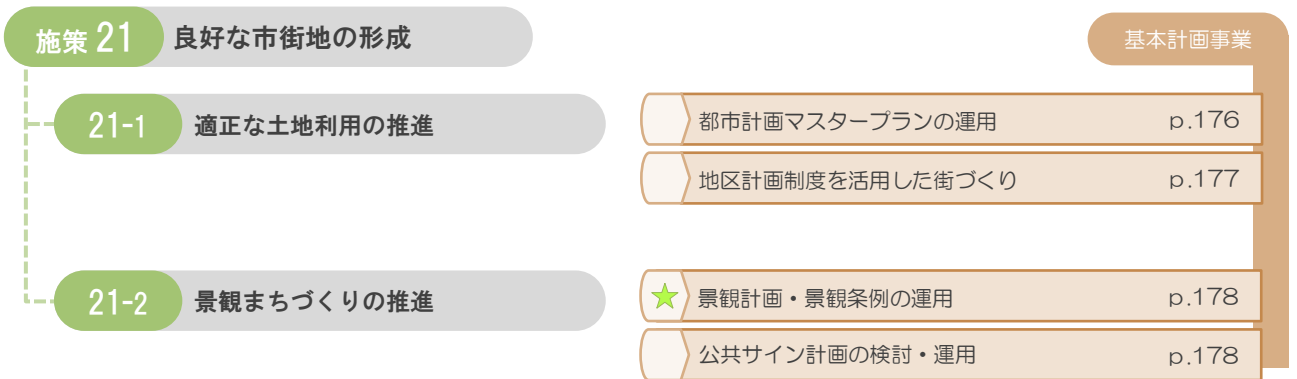 施策 21 良好な市街地の形成
基本計画事業
21-1 適正な土地利用の推進
都市計画マスタープランの運用 p.176
地区計画制度を活用した街づくり p.177
21-2 景観まちづくりの推進
景観計画・景観条例の運用 p.178
公共サイン計画の検討・運用 p.178